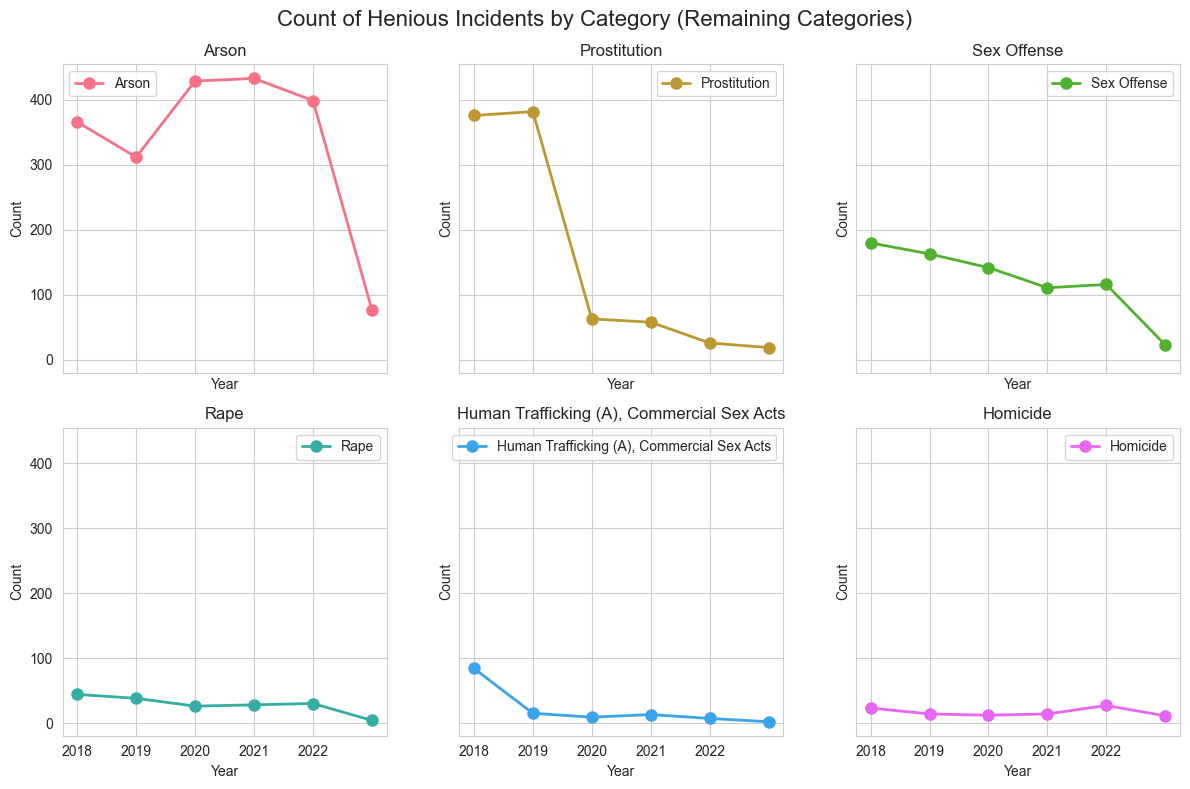 Count of Henious Incidents by Category (Remaining Categories)
Arson
Prostitution
Sex Offense
Arson
Prostitution
Sex Offense
400
300
200
100
0
Count
Count
Count
Year
Year
Year
Rape
Human Trafficking (A), Commercial Sex Acts
Homicide
Rape
Human Trafficking (A), Commercial Sex Acts
Homicide
400
300
200
100
0
Count
Count
Count
2018 2019 2020 2021 2022
2018 2019 2020 2021 2022
2018 2019 2020 2021 2022
Year
Year
Year